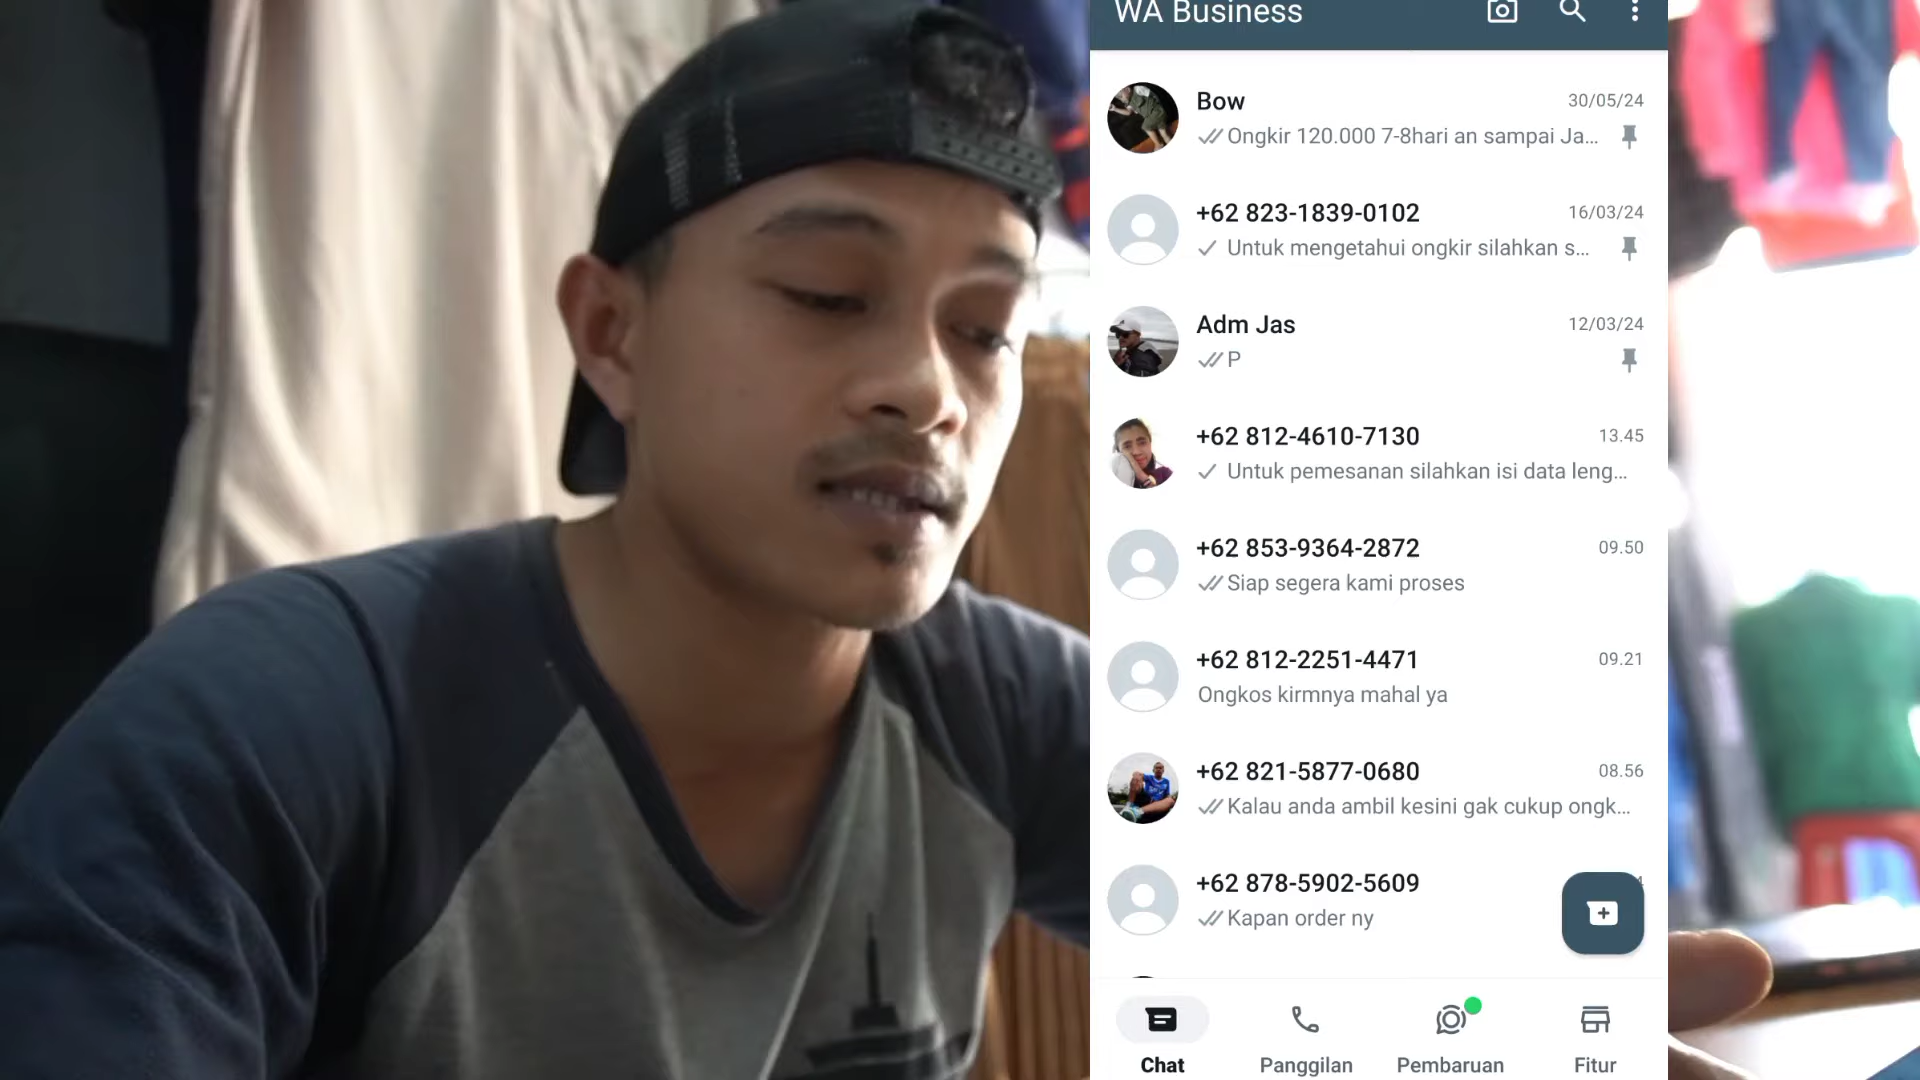 WA Business
Bow
30/05/24
Ongkir 120.000 7-8hari an sampai Ja...
+62 823-1839-0102
16/03/24
Untuk mengetahui ongkir silahkan s...
Adm Jas
12/03/24
P
+62 812-4610-7130
13.45
Untuk pemesanan silahkan isi data leng...
+62 853-9364-2872
09.50
Siap segera kami proses
+62 812-2251-4471
09.21
Ongkos kirmnya mahal ya
+62 821-5877-0680
08.56
Kalau anda ambil kesini gak cukup ongk...
+62 878-5902-5609
Kapan order ny
Chat
Panggilan
Pembaruan
Fitur